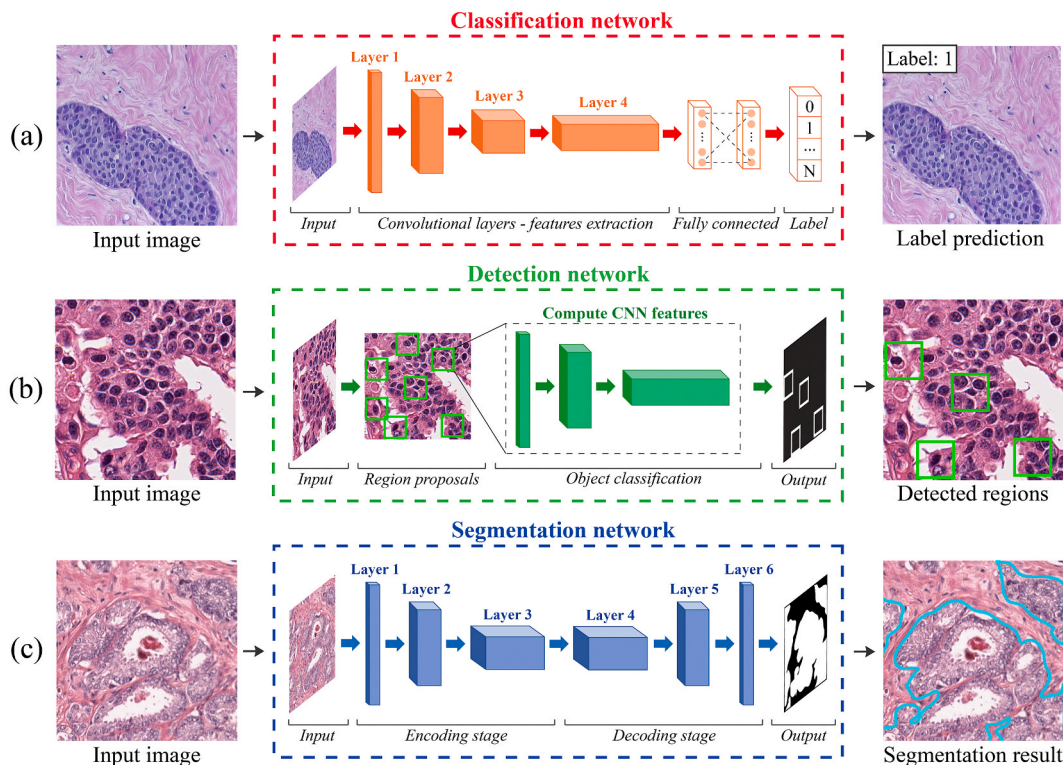 Classification network
(a)
Input image
Layer 1
Layer 2
Layer 3
Layer 4
0
1
...
N
Input
Convolutional layers - features extraction
Fully connected
Label
Label: 1
Label prediction
Detection network
(b)
Input image
Compute CNN features
Input
Region proposals
Object classification
Output
Detected regions
Segmentation network
(c)
Input image
Layer 1
Layer 2
Layer 3
Layer 4
Layer 5
Layer 6
Input
Encoding stage
Decoding stage
Output
Segmentation result